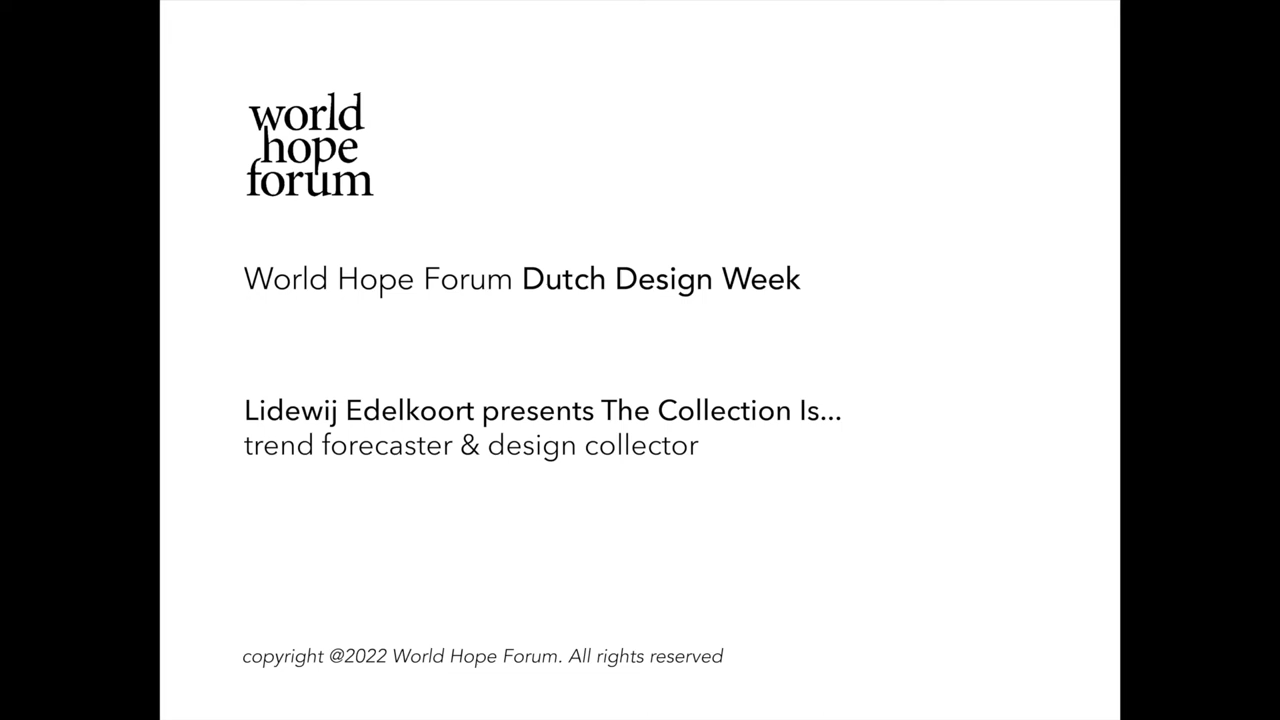 world
hope
forum
World Hope Forum Dutch Design Week
Lidewij Edelkoort presents The Collection Is...
trend forecaster & design collector
copyright @2022 World Hope Forum. All rights reserved